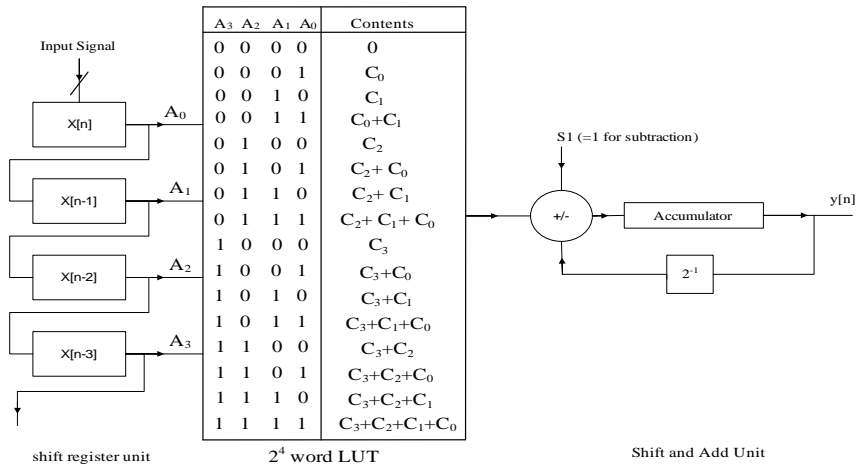 Input Signal
X[n]
X[n-1]
X[n-2]
X[n-3]
A0
A1
A2
A3
shift register unit
A3 A2 A1 A0 Contents
0 0 0 0 0
0 0 0 1 C0
0 0 1 0 C1
0 0 1 1 C0+C1
0 1 0 0 C2
0 1 0 1 C2+ C0
0 1 1 0 C2+ C1
0 1 1 1 C2+ C1+ C0
1 0 0 0 C3
1 0 0 1 C3+C0
1 0 1 0 C3+C1
1 0 1 1 C3+C1+C0
1 1 0 0 C3+C2
1 1 0 1 C3+C2+C0
1 1 1 0 C3+C2+C1
1 1 1 1 C3+C2+C1+C0
2^4 word LUT
S1 (=1 for subtraction)
+/-
Accumulator
y[n]
2^-1
Shift and Add Unit